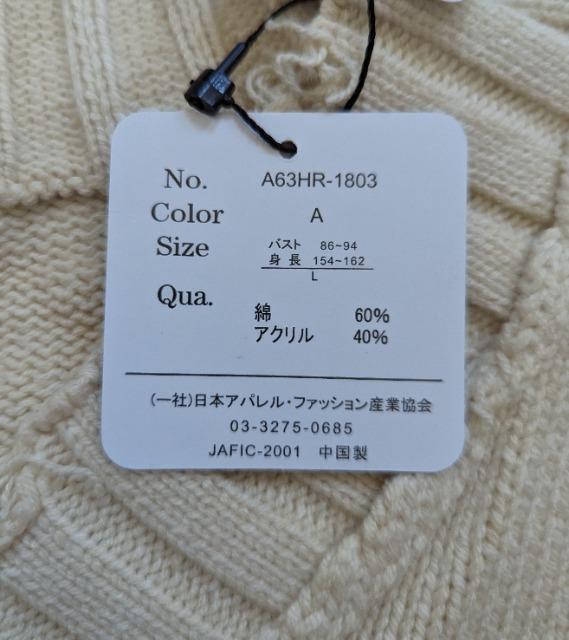 No. A63HR-1803
Color A
Size バスト 86~94
身長 154~162
L
Qua. 綿 60%
アクリル 40%
(一社)日本アパレル・ファッション産業協会
03-3275-0685
JAFIC-2001 中国製